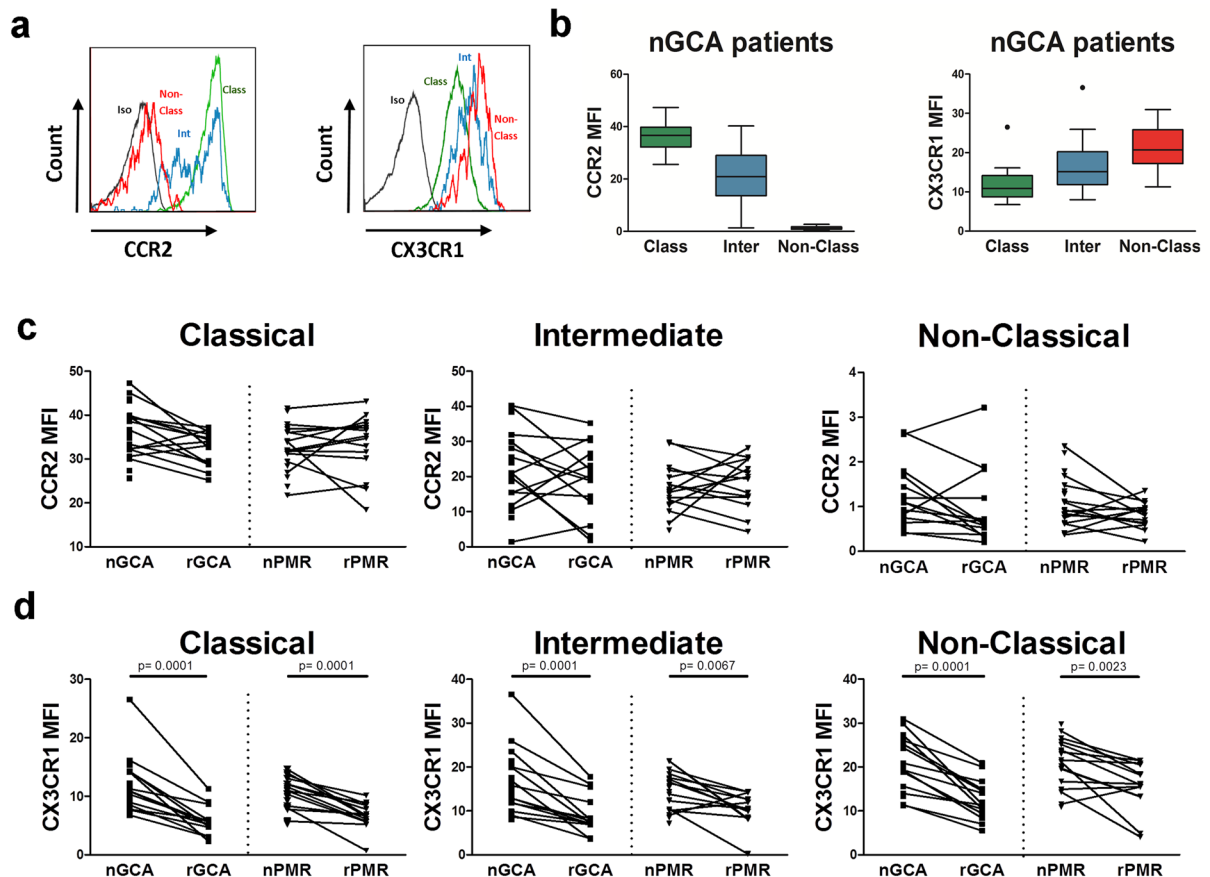 a
Iso
Non-
Class
Int
Class
Count
CCR2
Iso
Class
Int
Non-
Class
Count
CX3CR1
b
nGCA patients
CCR2 MFI
60
40
20
0
Class Inter Non-Class
nGCA patients
CX3CR1 MFI
40
30
20
10
0
Class Inter Non-Class
c
Classical
CCR2 MFI
50
40
30
20
10
nGCA rGCA nPMR rPMR
Intermediate
CCR2 MFI
50
40
30
20
10
0
nGCA rGCA nPMR rPMR
Non-Classical
CCR2 MFI
4
3
2
1
0
nGCA rGCA nPMR rPMR
d
Classical
p= 0.0001 p= 0.0001
CX3CR1 MFI
30
20
10
0
nGCA rGCA nPMR rPMR
Intermediate
p= 0.0001 p= 0.0067
CX3CR1 MFI
40
30
20
10
0
nGCA rGCA nPMR rPMR
Non-Classical
p= 0.0001 p= 0.0023
CX3CR1 MFI
40
30
20
10
0
nGCA rGCA nPMR rPMR